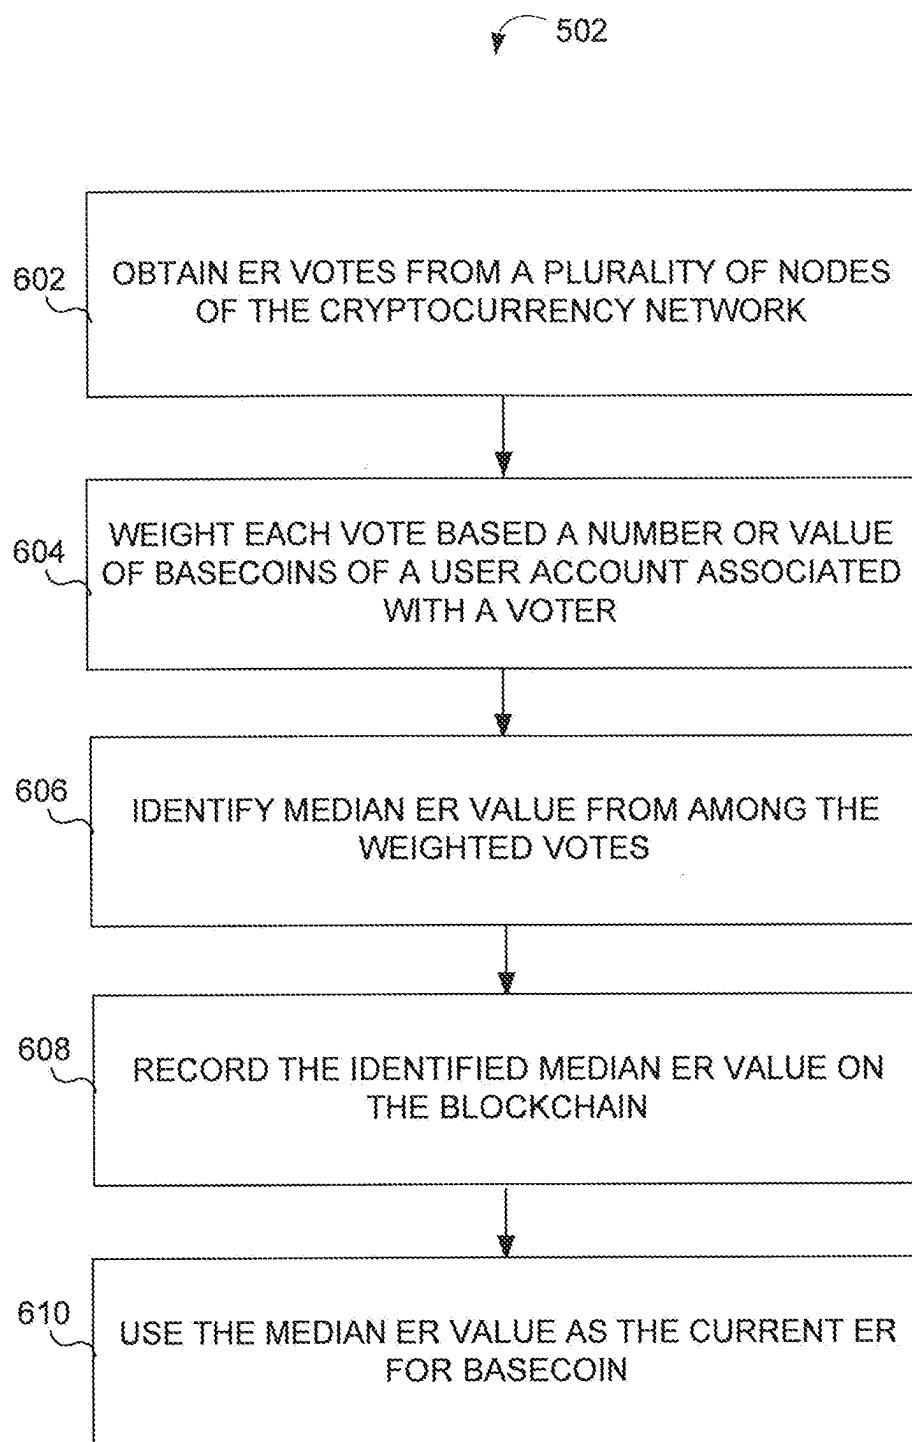 502
602
OBTAIN ER VOTES FROM A PLURALITY OF NODES
OF THE CRYPTOCURRENCY NETWORK
604
WEIGHT EACH VOTE BASED A NUMBER OR VALUE
OF BASECOINS OF A USER ACCOUNT ASSOCIATED
WITH A VOTER
606
IDENTIFY MEDIAN ER VALUE FROM AMONG THE
WEIGHTED VOTES
608
RECORD THE IDENTIFIED MEDIAN ER VALUE ON
THE BLOCKCHAIN
610
USE THE MEDIAN ER VALUE AS THE CURRENT ER
FOR BASECOIN